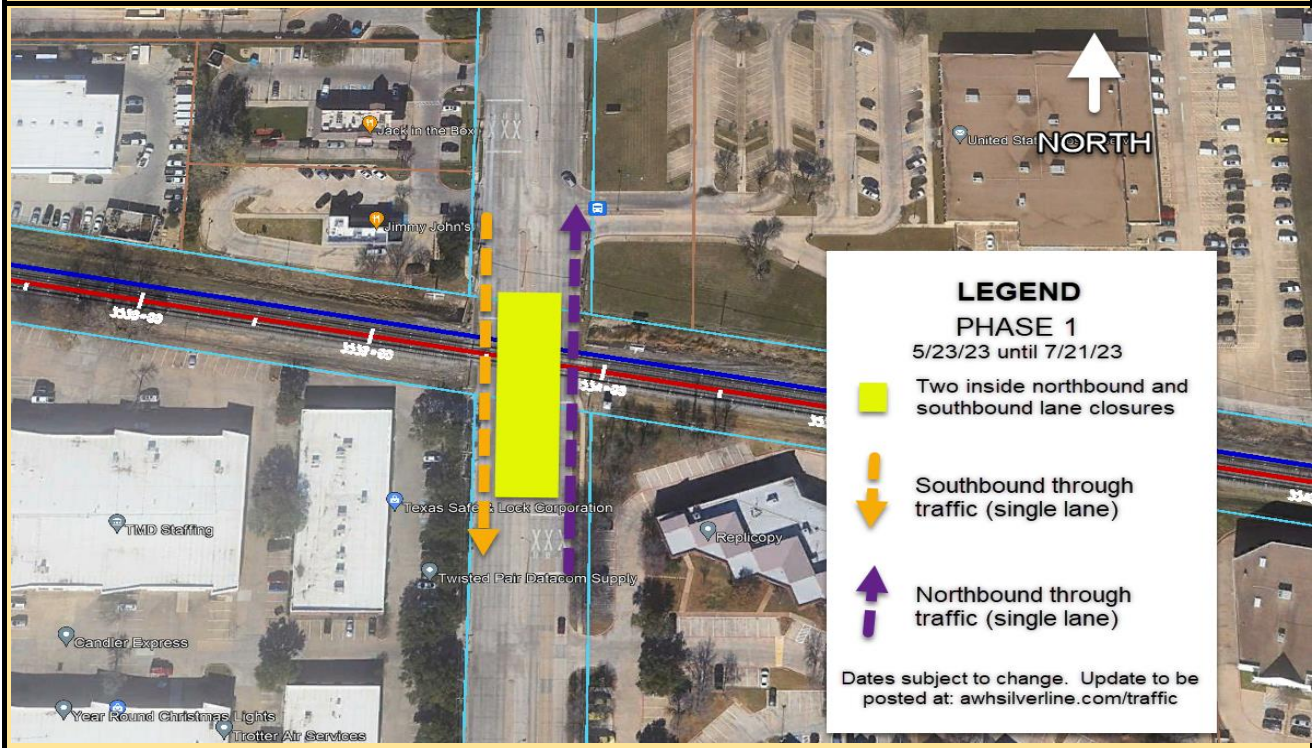 Jack in the Box
XXX
NORTH
Jimmy John's
LEGEND
PHASE 1
5/23/23 until 7/21/23
Two inside northbound and
southbound lane closures
Southbound through
traffic (single lane)
Northbound through
traffic (single lane)
Dates subject to change. Update to be
posted at: awhsilverline.com/traffic
Texas Safe & Lock Corporation
TMD Staffing
XXX
Replicopy
Twisted Pair Datacom Supply
Candler Express
Year Round Christmas Lights
Trotter Air Services